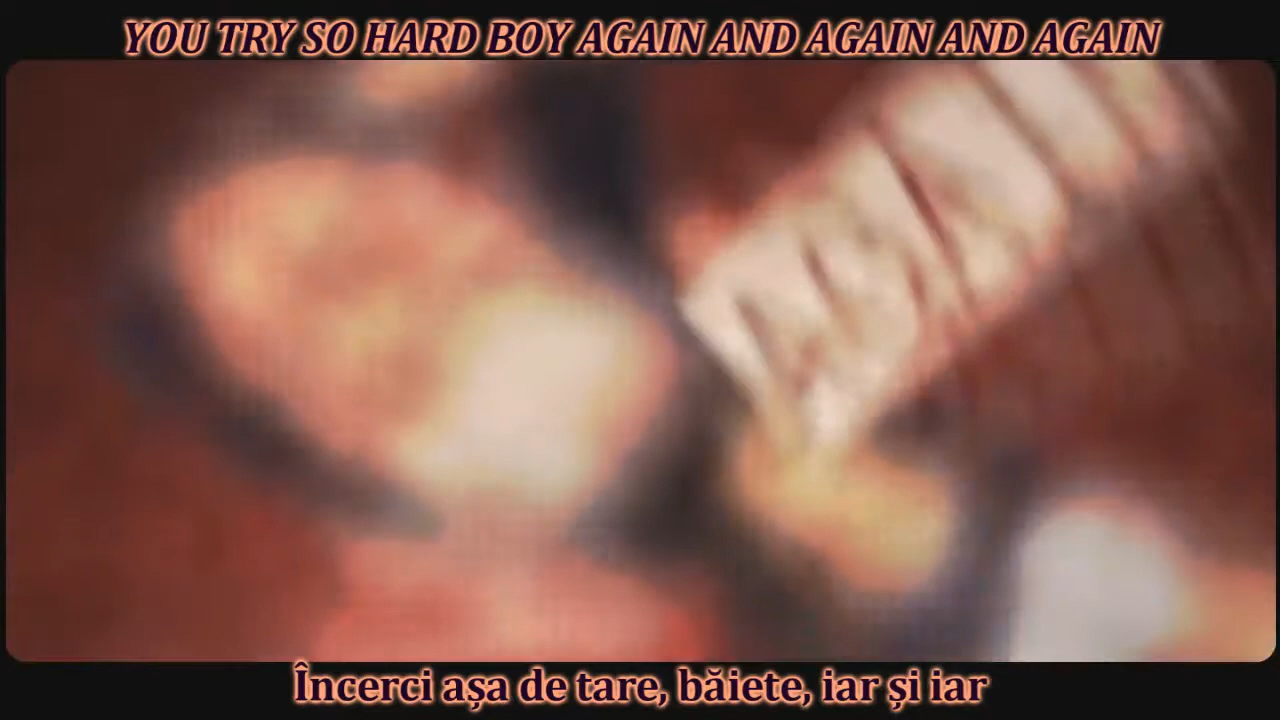 YOU TRY SO HARD BOY AGAIN AND AGAIN AND AGAIN
Încerci așa de tare, băiete, iar și iar